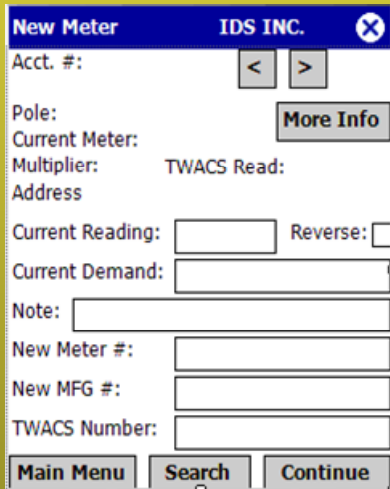 New Meter IDS INC.
Acct. #: < >
Pole: More Info
Current Meter:
Multiplier: TWACS Read:
Address
Current Reading: Reverse:
Current Demand:
Note:
New Meter #:
New MFG #:
TWACS Number:
Main Menu Search Continue